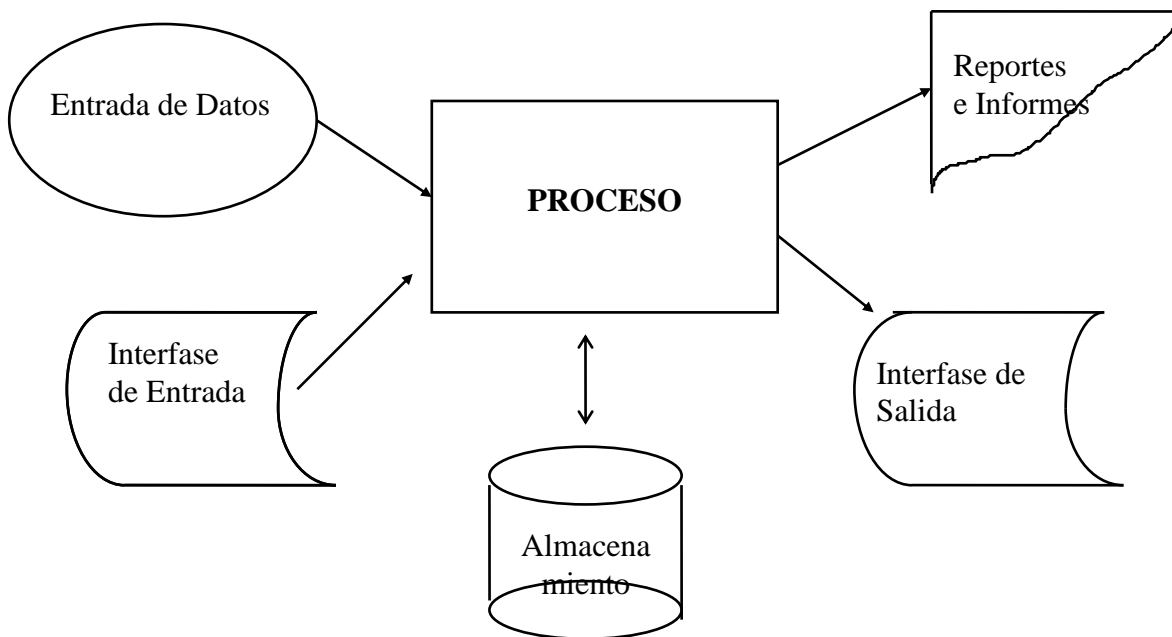 Entrada de Datos
Reportes
e Informes
PROCESO
Interfase
de Entrada
Interfase de
Salida
Almacena
miento